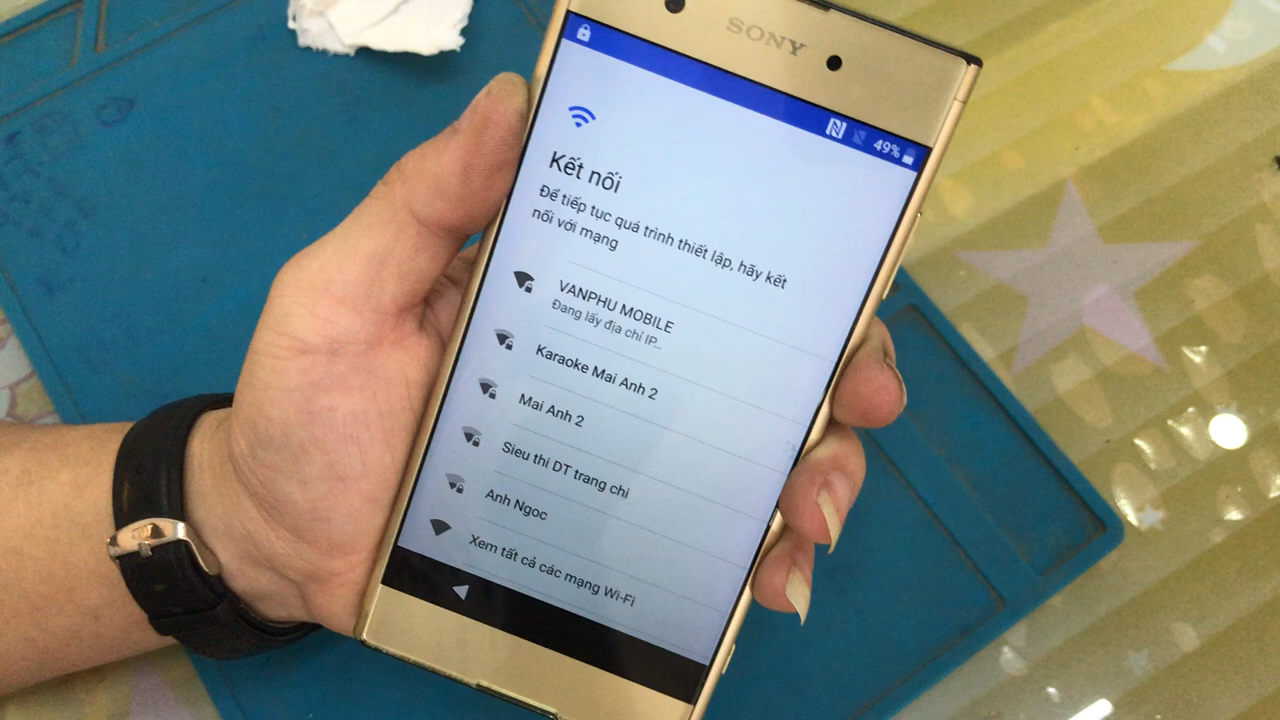 SONY
49%
Kết nối
Để tiếp tục quá trình thiết lập, hãy kết
nối với mạng
VANPHU MOBILE
Đang lấy địa chỉ IP...
Karaoke Mai Anh 2
Mai Anh 2
Sieu thi DT trang chi
Anh Ngoc
Xem tất cả các mạng Wi-Fi